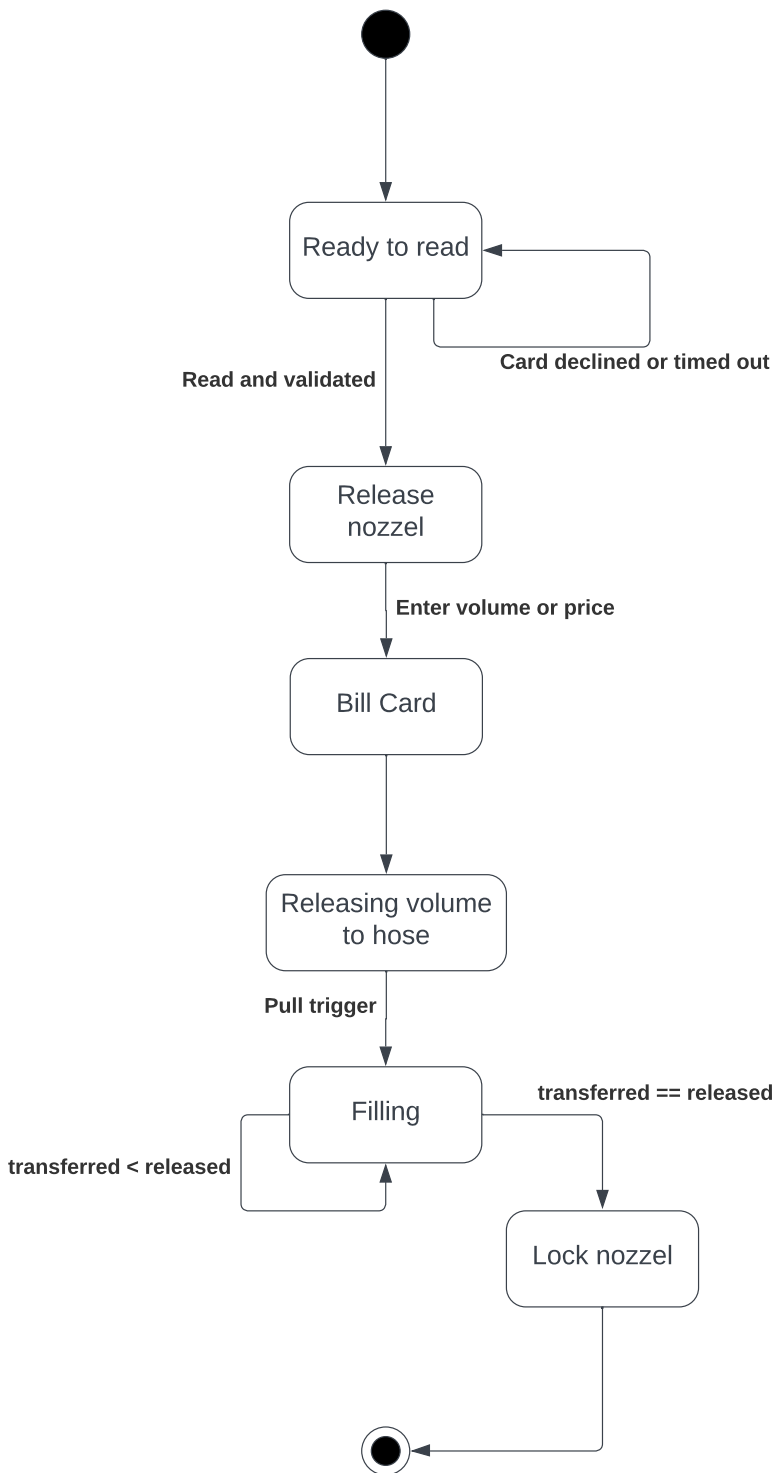 Ready to read
Card declined or timed out
Read and validated
Release
nozzel
Enter volume or price
Bill Card
Releasing volume
to hose
Pull trigger
transferred == released
Filling
transferred < released
Lock nozzel